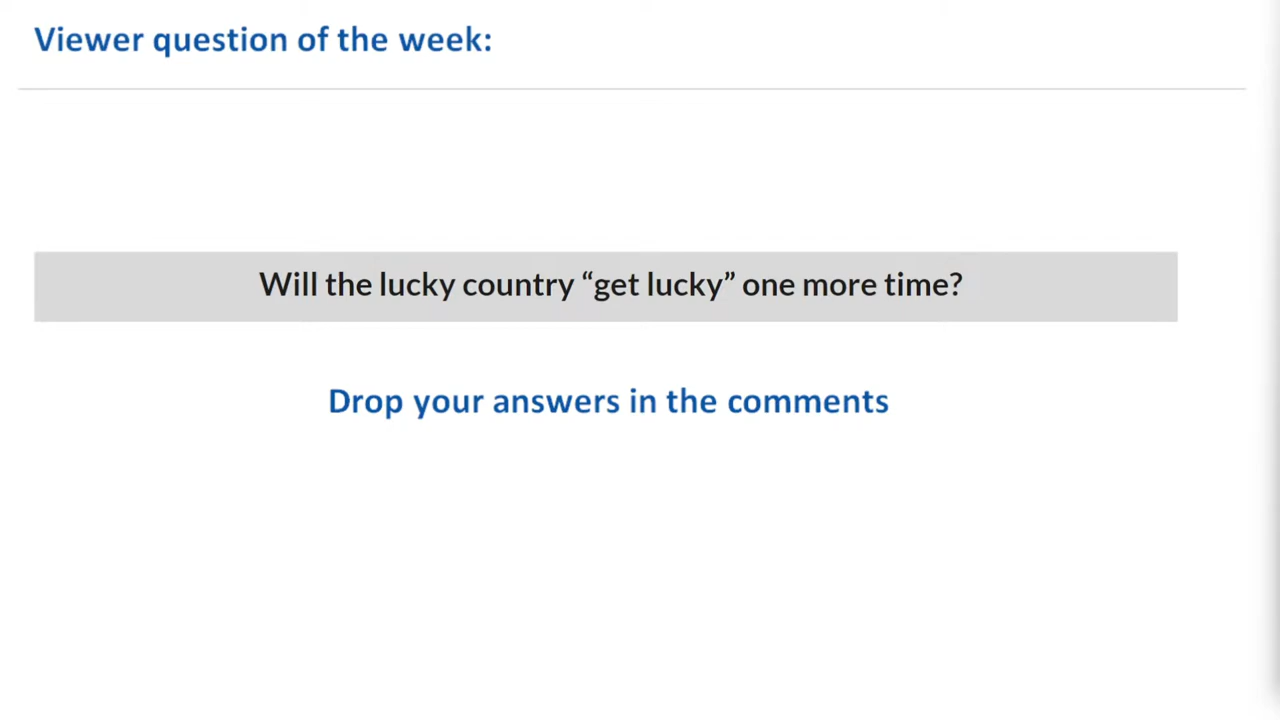 Viewer question of the week:
Will the lucky country “get lucky” one more time?
Drop your answers in the comments